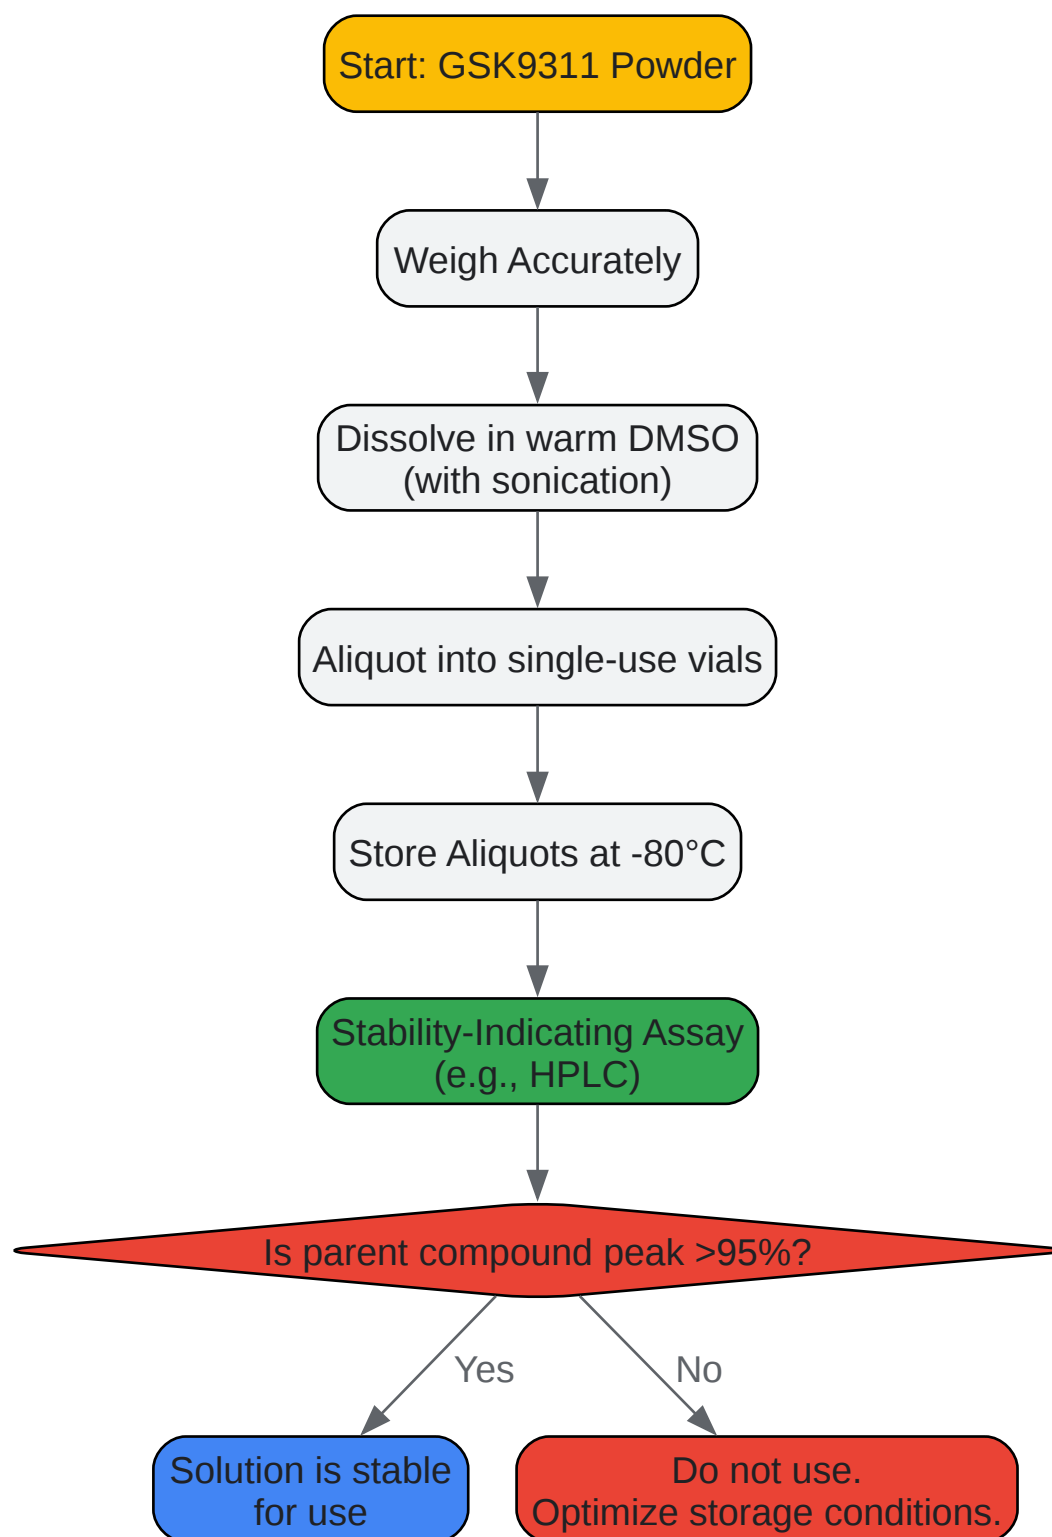 Start: GSK9311 Powder
Weigh Accurately
Dissolve in warm DMSO
(with sonication)
Aliquot into single-use vials
Store Aliquots at -80°C
Stability-Indicating Assay
(e.g., HPLC)
Is parent compound peak >95%?
Yes
No
Solution is stable
for use
Do not use.
Optimize storage conditions.